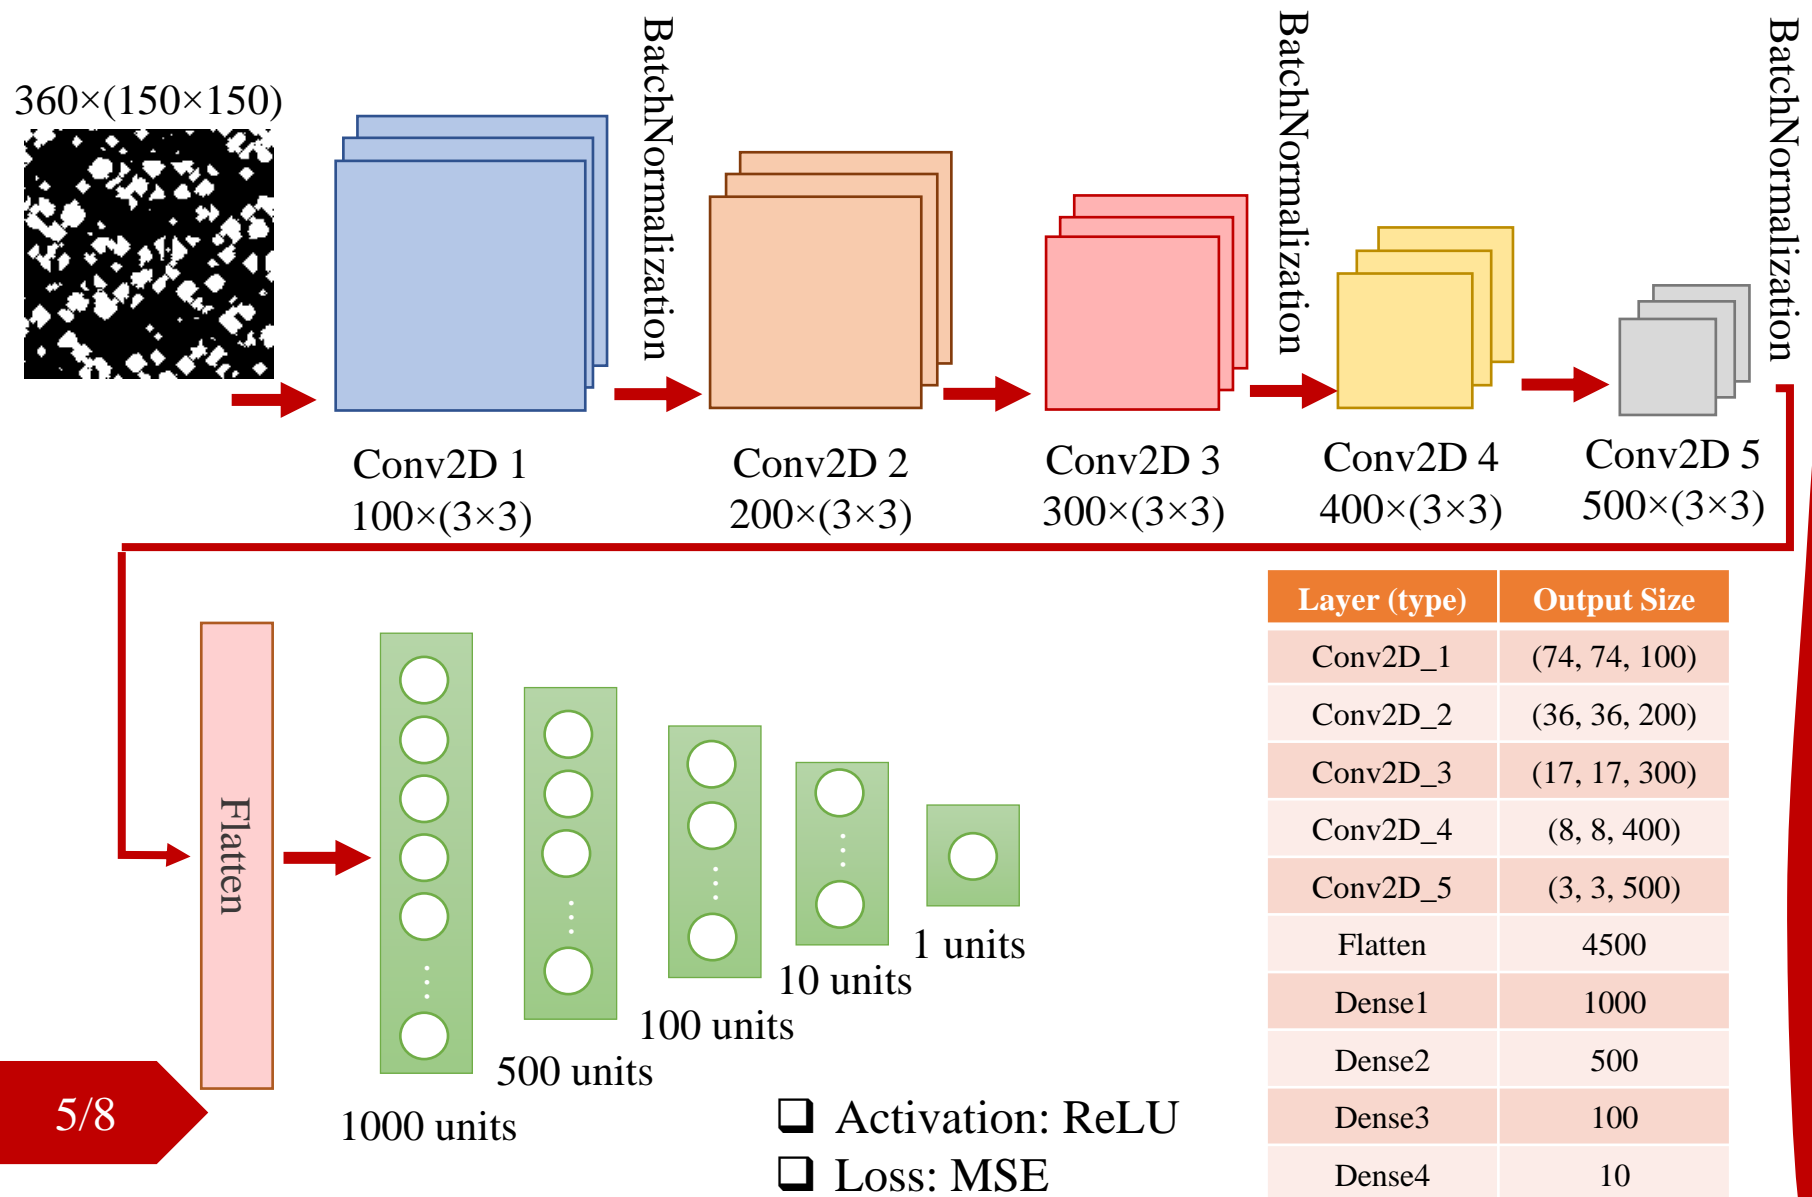 360×(150×150)
BatchNormalization
BatchNormalization
BatchNormalization
Conv2D 1
100×(3×3)
Conv2D 2
200×(3×3)
Conv2D 3
300×(3×3)
Conv2D 4
400×(3×3)
Conv2D 5
500×(3×3)
Flatten
1000 units
500 units
100 units
10 units
1 units
Layer (type) Output Size
Conv2D_1 (74, 74, 100)
Conv2D_2 (36, 36, 200)
Conv2D_3 (17, 17, 300)
Conv2D_4 (8, 8, 400)
Conv2D_5 (3, 3, 500)
Flatten 4500
Dense1 1000
Dense2 500
Dense3 100
Dense4 10
❑ Activation: ReLU
❑ Loss: MSE
5/8